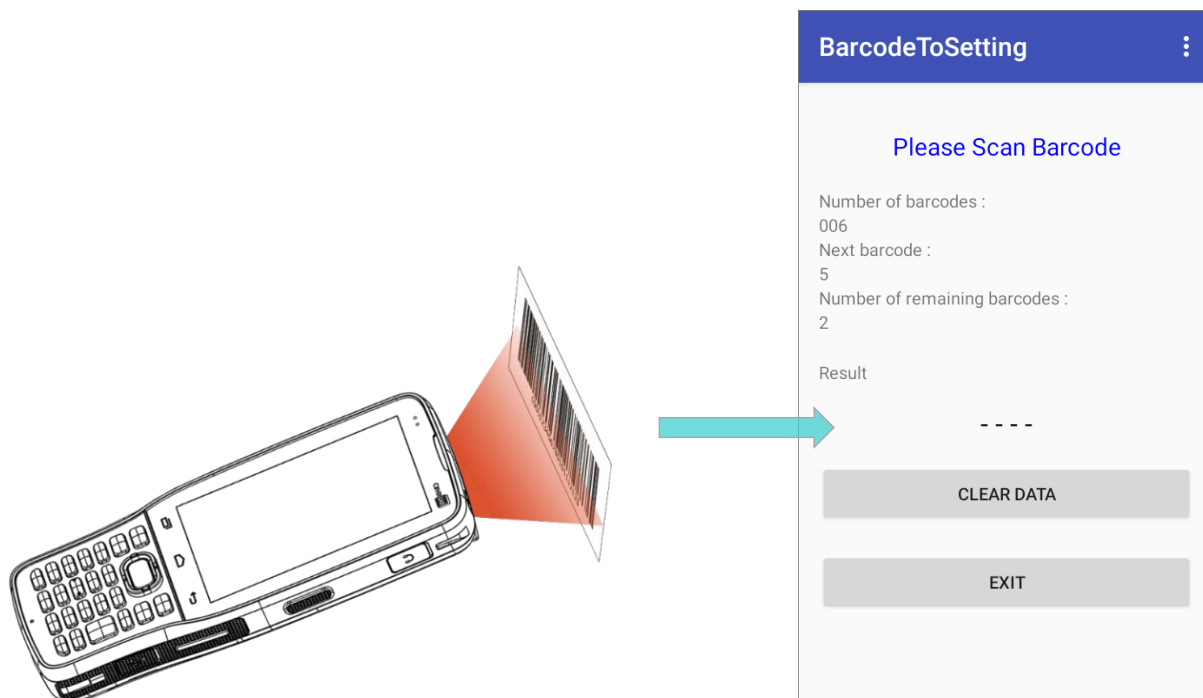 BarcodeToSetting
Please Scan Barcode
Number of barcodes :
006
Next barcode :
5
Number of remaining barcodes :
2
Result
----
CLEAR DATA
EXIT